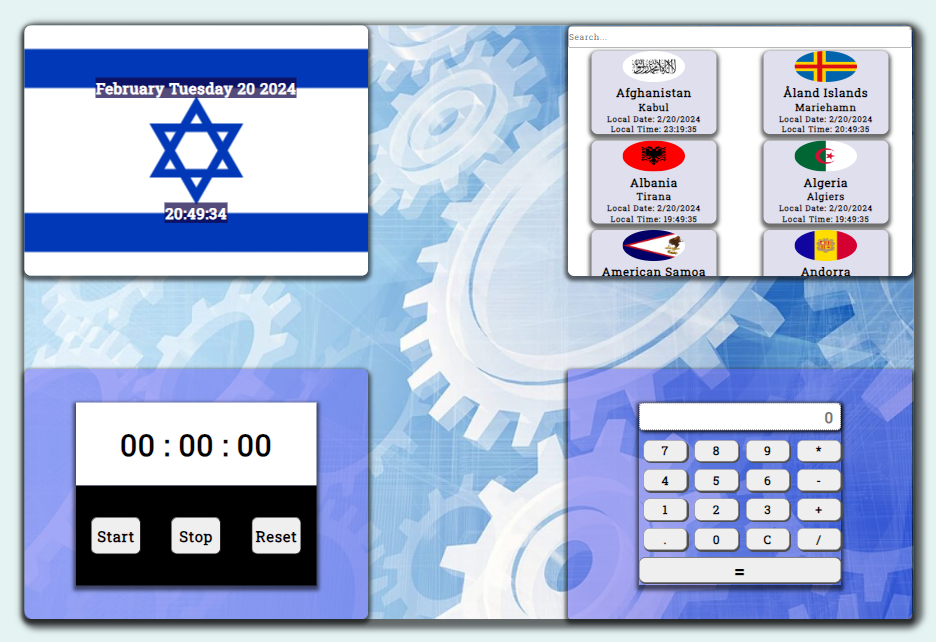 February Tuesday 20 2024
20:49:34
Search...
Afghanistan
Kabul
Local Date: 2/20/2024
Local Time: 23:19:35
Åland Islands
Mariehamn
Local Date: 2/20/2024
Local Time: 20:49:35
Albania
Tirana
Local Date: 2/20/2024
Local Time: 19:49:35
Algeria
Algiers
Local Date: 2/20/2024
Local Time: 19:49:35
American Samoa
Andorra
00 : 00 : 00
Start Stop Reset
0
7 8 9 *
4 5 6 -
1 2 3 +
. 0 C /
=